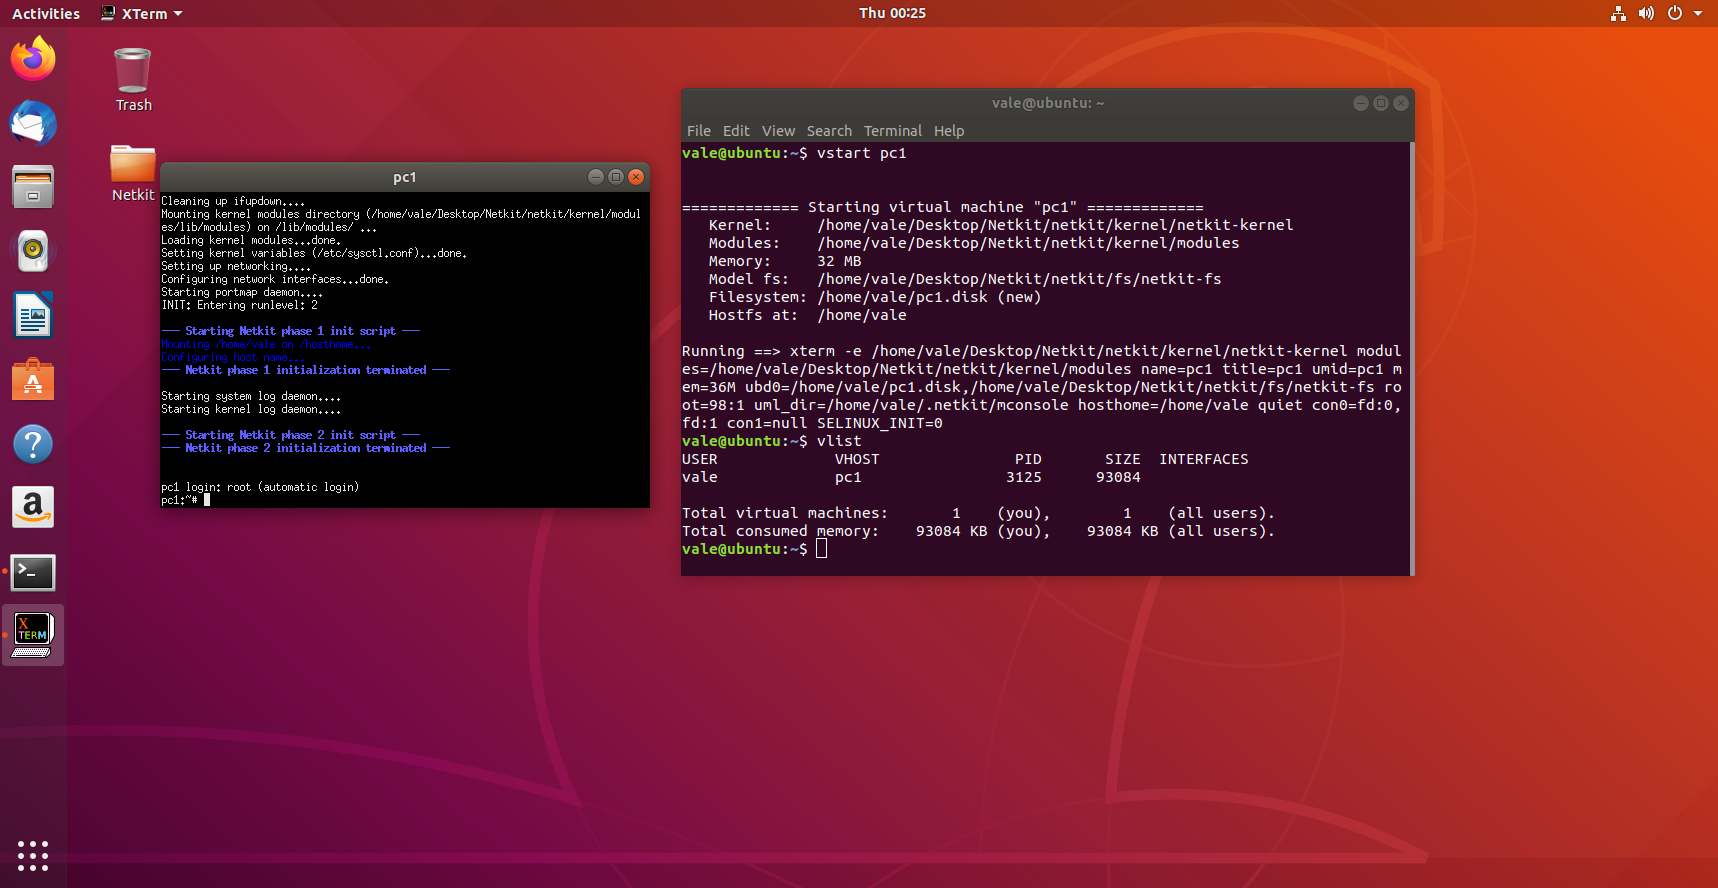 Activities XTerm Thu 00:25
Trash
Netkit
pc1
Cleaning up ifupdown....
Mounting kernel modules directory (/home/vale/Desktop/Netkit/netkit/kernel/modul
es/lib/modules) on /lib/modules/ ...
Loading kernel modules...done.
Setting kernel variables (/etc/sysctl.conf)...done.
Setting up networking....
Configuring network interfaces...done.
Starting portmap daemon....
INIT: Entering runlevel: 2
--- Starting Netkit phase 1 init script ---
Mounting /home/vale on /hosthome...
Configuring host name...
--- Netkit phase 1 initialization terminated ---
Starting system log daemon....
Starting kernel log daemon....
--- Starting Netkit phase 2 init script ---
--- Netkit phase 2 initialization terminated ---
pc1 login: root (automatic login)
pc1:~#
vale@ubuntu: ~
File Edit View Search Terminal Help
vale@ubuntu:~$ vstart pc1
============= Starting virtual machine "pc1" =============
Kernel: /home/vale/Desktop/Netkit/netkit/kernel/netkit-kernel
Modules: /home/vale/Desktop/Netkit/netkit/kernel/modules
Memory: 32 MB
Model fs: /home/vale/Desktop/Netkit/netkit/fs/netkit-fs
Filesystem: /home/vale/pc1.disk (new)
Hostfs at: /home/vale
Running ==> xterm -e /home/vale/Desktop/Netkit/netkit/kernel/netkit-kernel modul
es=/home/vale/Desktop/Netkit/netkit/kernel/modules name=pc1 title=pc1 umid=pc1 m
em=36M ubd0=/home/vale/pc1.disk,/home/vale/Desktop/Netkit/netkit/fs/netkit-fs ro
ot=98:1 uml_dir=/home/vale/.netkit/mconsole hosthome=/home/vale quiet con0=fd:0,
fd:1 con1=null SELINUX_INIT=0
vale@ubuntu:~$ vlist
USER VHOST PID SIZE INTERFACES
vale pc1 3125 93084
Total virtual machines: 1 (you), 1 (all users).
Total consumed memory: 93084 KB (you), 93084 KB (all users).
vale@ubuntu:~$
X
TERM